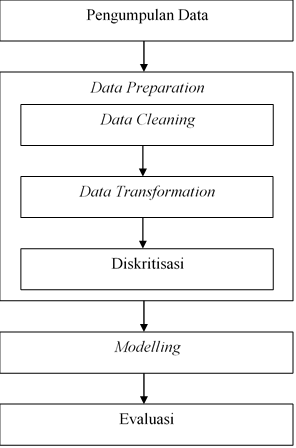 Pengumpulan Data
Data Preparation
Data Cleaning
Data Transformation
Diskritisasi
Modelling
Evaluasi